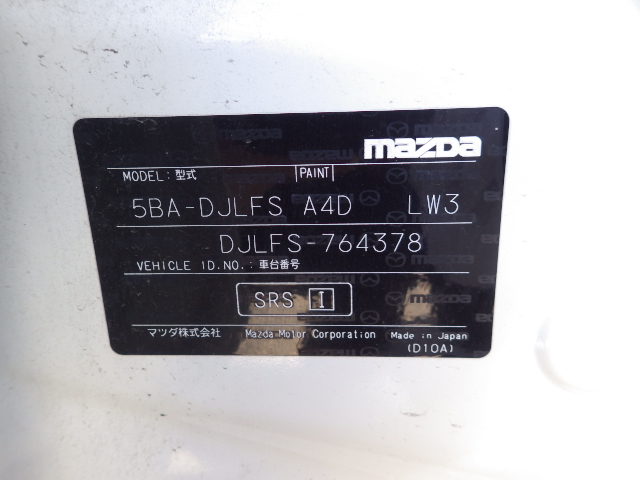 mazDa
MODEL: 型式 PAINT
5BA-DJLFS A4D LW3
DJLFS-764378
VEHICLE ID.NO.: 車台番号
SRS I
マツダ株式会社 Mazda Motor Corporation Made in Japan
(D10A)